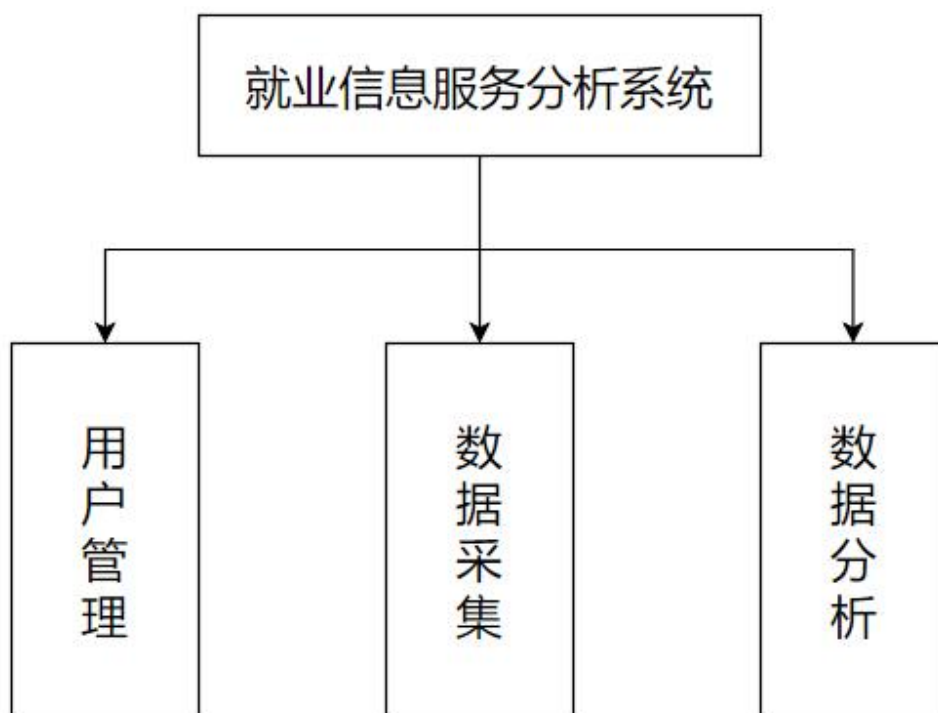 就业信息服务分析系统
用户管理
数据采集
数据分析